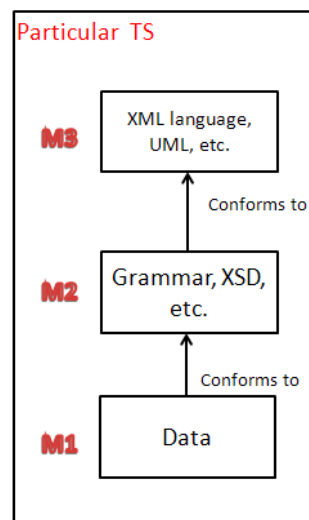 Particular TS
M3
XML language,
UML, etc.
Conforms to
M2
Grammar, XSD,
etc.
Conforms to
M1
Data